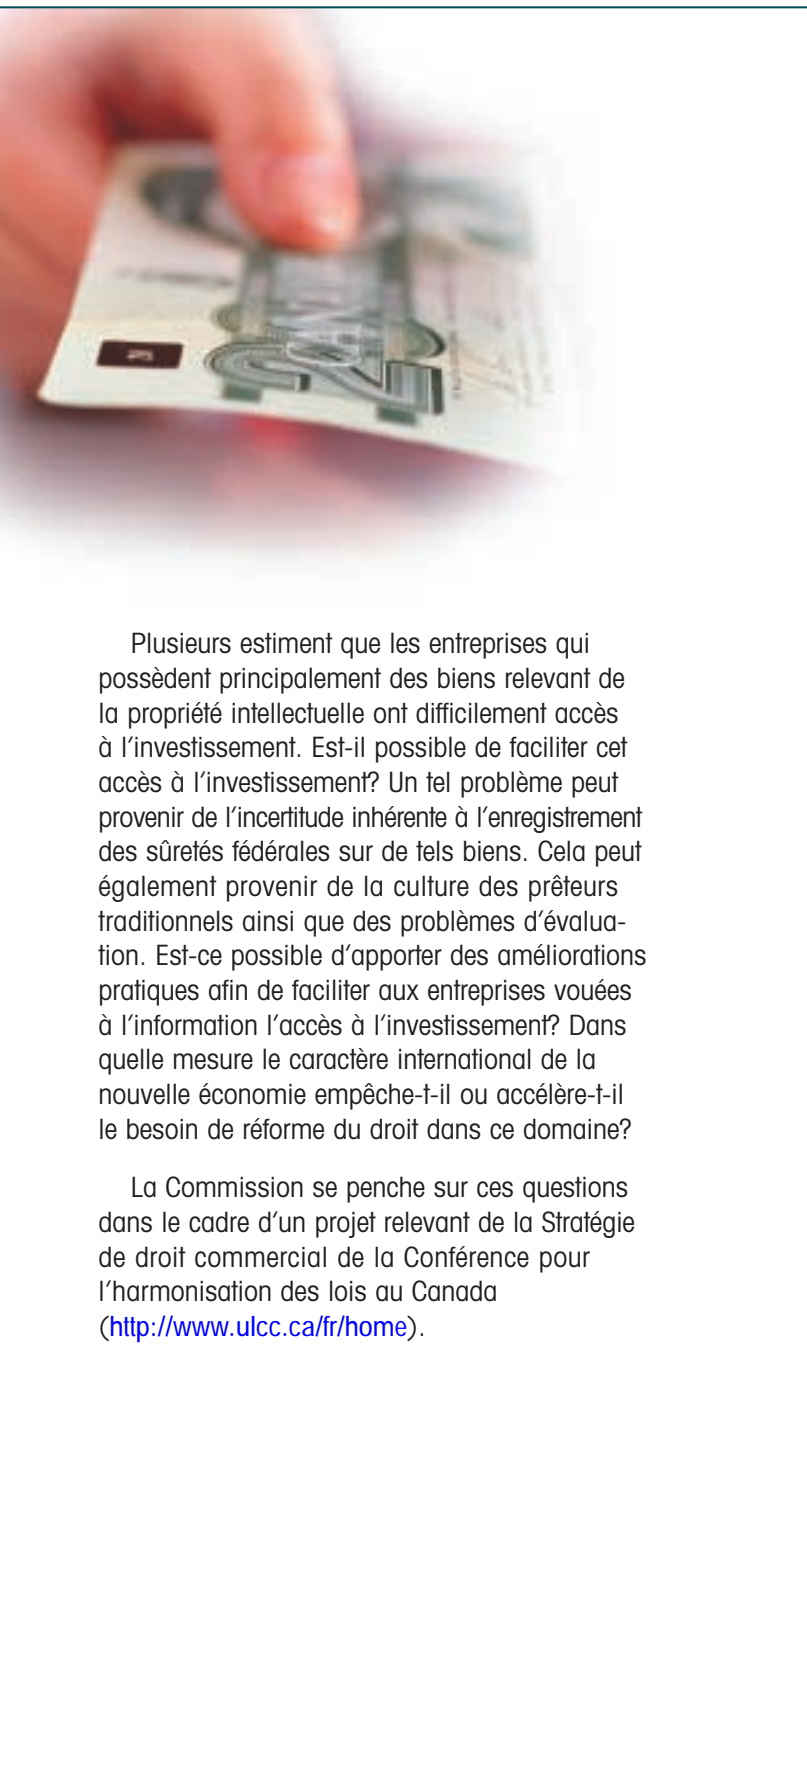 Plusieurs estiment que les entreprises qui
possèdent principalement des biens relevant de
la propriété intellectuelle ont difficilement accès
à l’investissement. Est-il possible de faciliter cet
accès à l’investissement? Un tel problème peut
provenir de l’incertitude inhérente à l’enregistrement
des sûretés fédérales sur de tels biens. Cela peut
également provenir de la culture des prêteurs
traditionnels ainsi que des problèmes d’évalua-
tion. Est-ce possible d’apporter des améliorations
pratiques afin de faciliter aux entreprises vouées
à l’information l’accès à l’investissement? Dans
quelle mesure le caractère international de la
nouvelle économie empêche-t-il ou accélère-t-il
le besoin de réforme du droit dans ce domaine?
La Commission se penche sur ces questions
dans le cadre d’un projet relevant de la Stratégie
de droit commercial de la Conférence pour
l’harmonisation des lois au Canada
(http://www.ulcc.ca/fr/home).